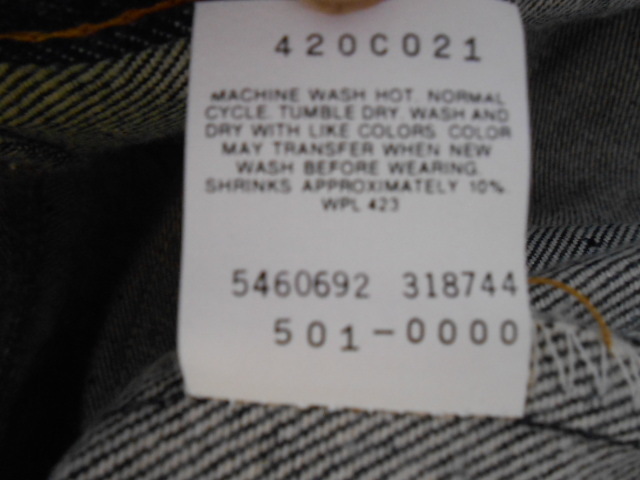 420C021
MACHINE WASH HOT. NORMAL
CYCLE. TUMBLE DRY. WASH AND
DRY WITH LIKE COLORS. COLOR
MAY TRANSFER WHEN NEW
WASH BEFORE WEARING.
SHRINKS APPROXIMATELY 10%.
WPL 423
5460692 318744
501-0000